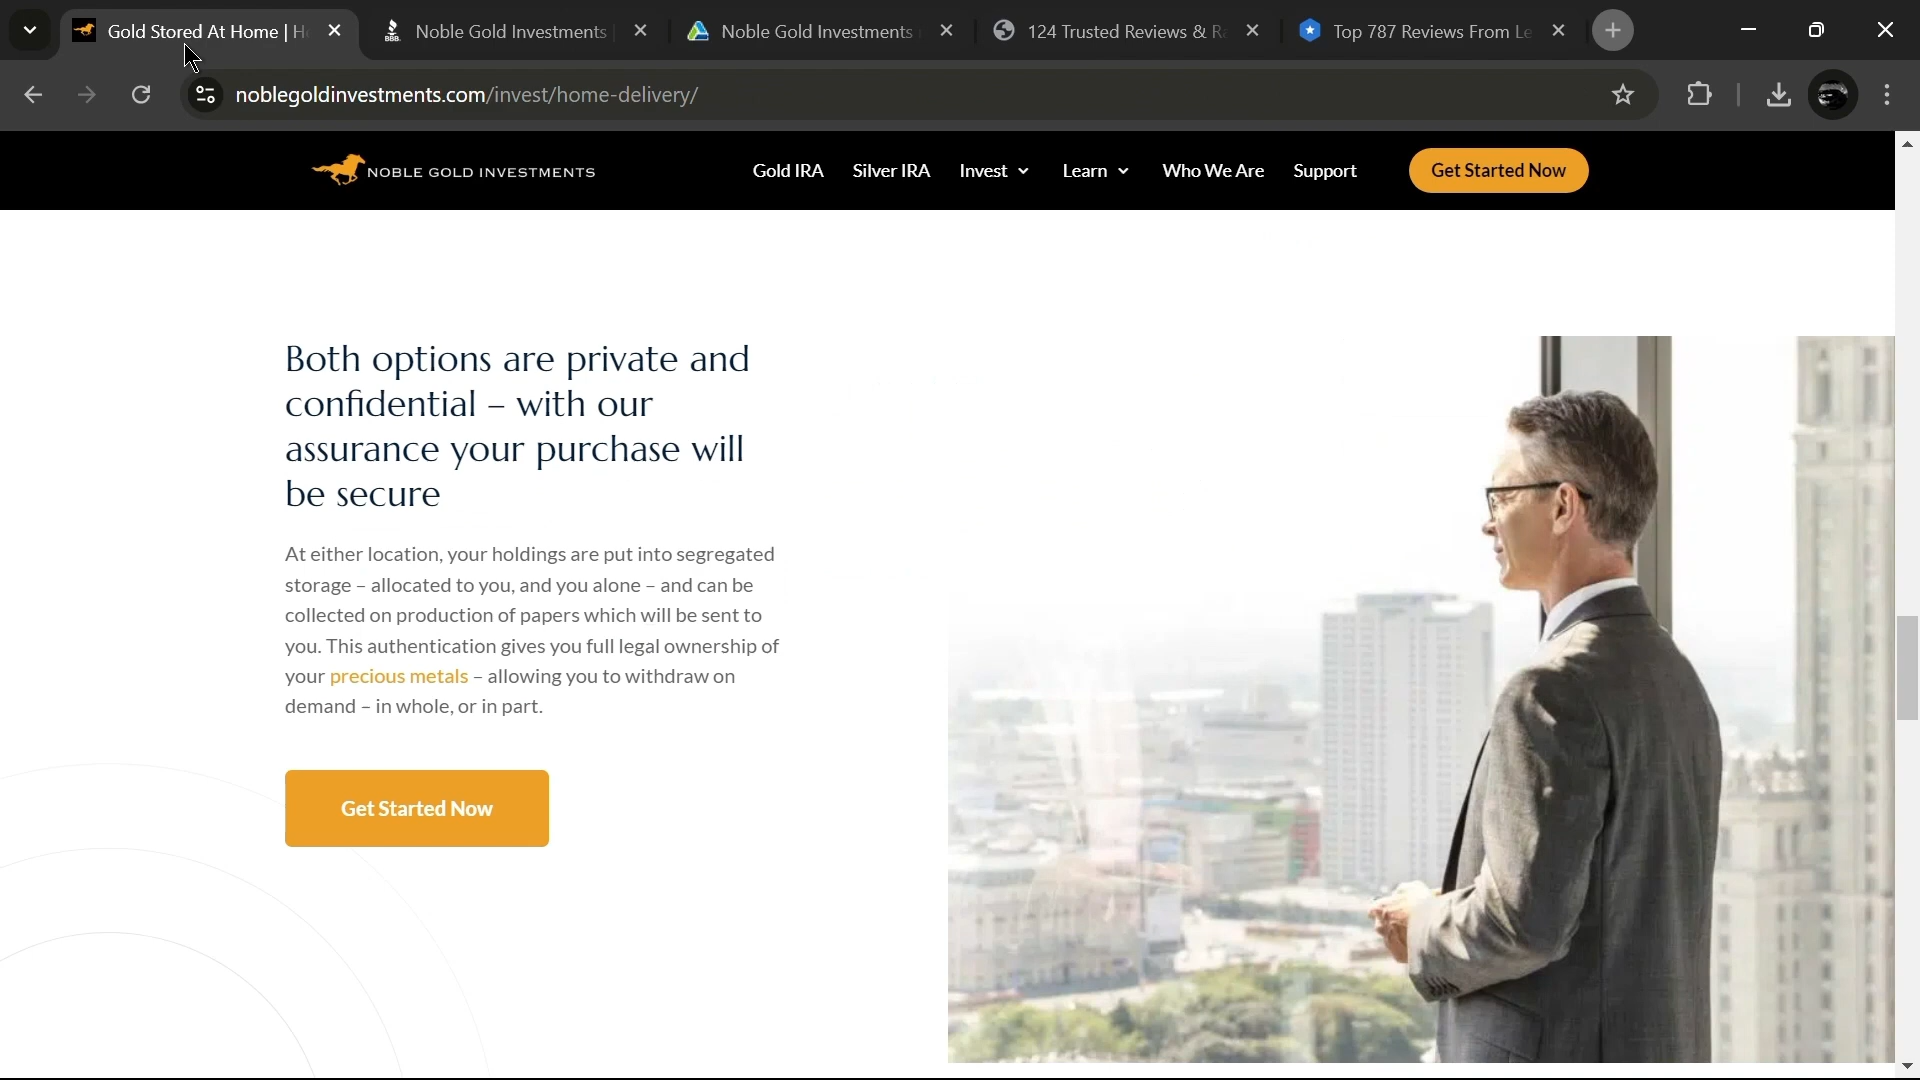 Gold Stored At Home | H
Noble Gold Investments
Noble Gold Investments
124 Trusted Reviews & Ra
Top 787 Reviews From Le
noblegoldinvestments.com/invest/home-delivery/
NOBLE GOLD INVESTMENTS
Gold IRA
Silver IRA
Invest
Learn
Who We Are
Support
Get Started Now
Both options are private and
confidential – with our
assurance your purchase will
be secure
At either location, your holdings are put into segregated
storage – allocated to you, and you alone – and can be
collected on production of papers which will be sent to
you. This authentication gives you full legal ownership of
your precious metals – allowing you to withdraw on
demand – in whole, or in part.
Get Started Now